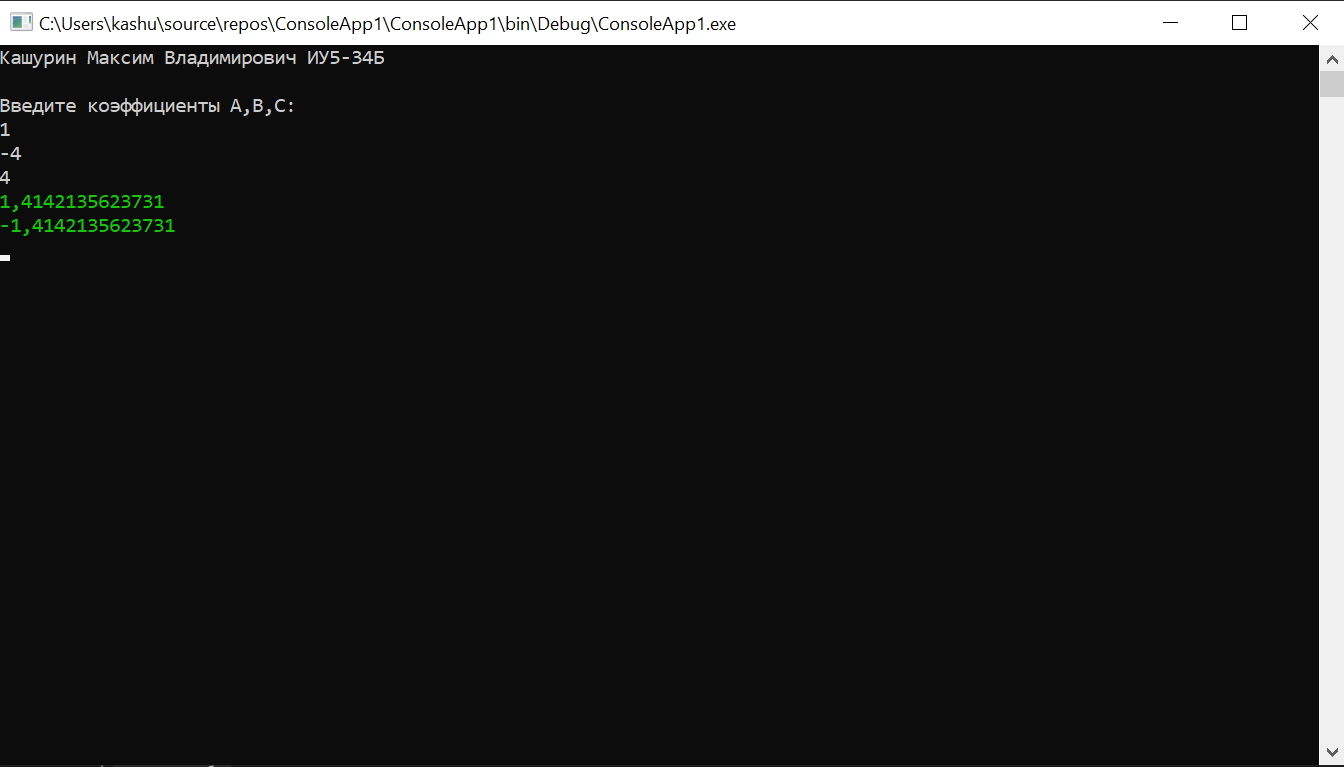 C:\Users\kashu\source\repos\ConsoleApp1\ConsoleApp1\bin\Debug\ConsoleApp1.exe
Кашурин Максим Владимирович ИУ5-34Б
Введите коэффициенты A,B,C:
1
-4
4
1,4142135623731
-1,4142135623731